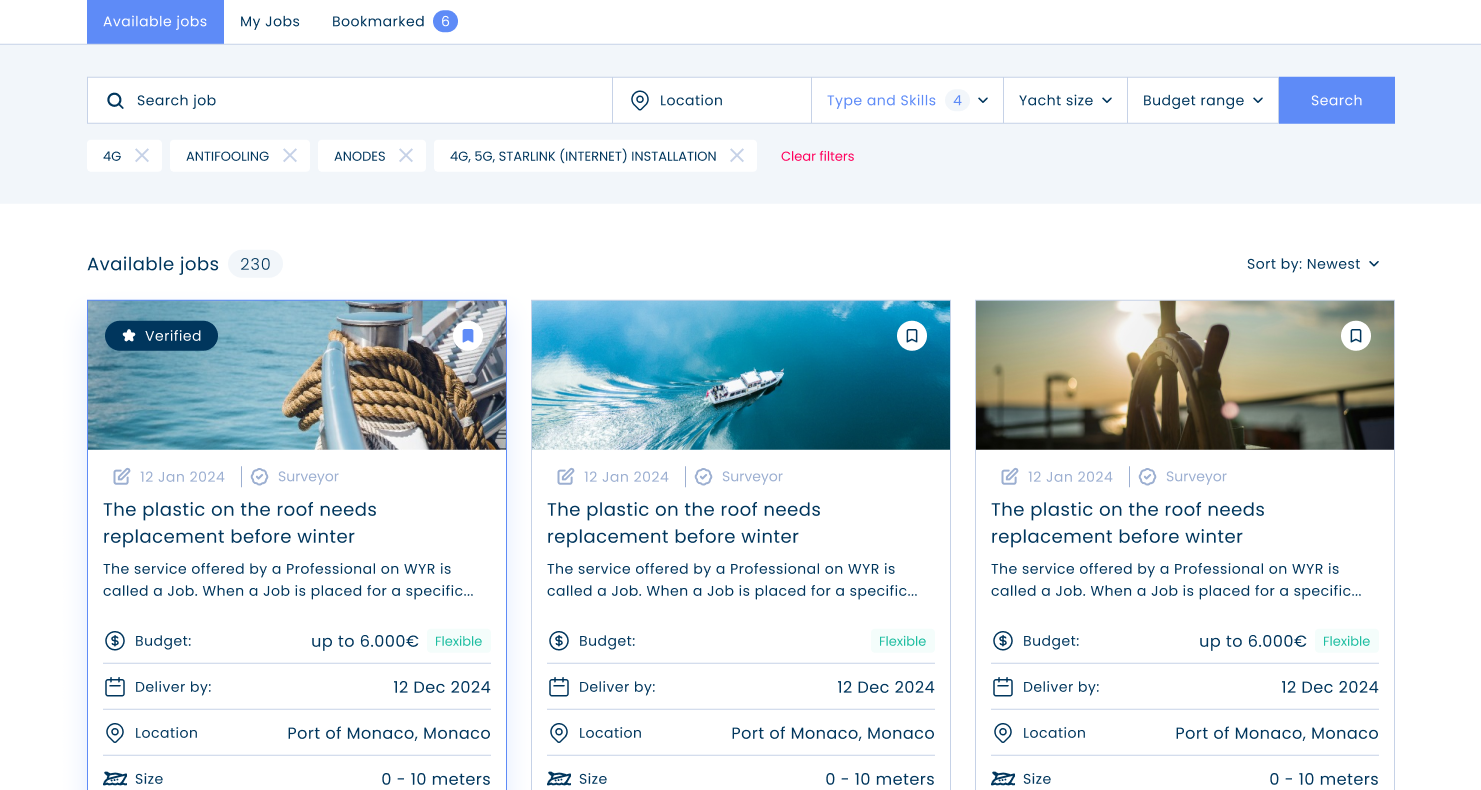 Available jobs My Jobs Bookmarked 6
Search job Location Type and Skills 4 Yacht size Budget range Search
4G ANTIFOOLING ANODES 4G, 5G, STARLINK (INTERNET) INSTALLATION Clear filters
Available jobs 230 Sort by: Newest
Verified
12 Jan 2024 Surveyor
The plastic on the roof needs
replacement before winter
The service offered by a Professional on WYR is
called a Job. When a Job is placed for a specific...
Budget: up to 6.000€ Flexible
Deliver by: 12 Dec 2024
Location Port of Monaco, Monaco
Size 0 - 10 meters
12 Jan 2024 Surveyor
The plastic on the roof needs
replacement before winter
The service offered by a Professional on WYR is
called a Job. When a Job is placed for a specific...
Budget: Flexible
Deliver by: 12 Dec 2024
Location Port of Monaco, Monaco
Size 0 - 10 meters
12 Jan 2024 Surveyor
The plastic on the roof needs
replacement before winter
The service offered by a Professional on WYR is
called a Job. When a Job is placed for a specific...
Budget: up to 6.000€ Flexible
Deliver by: 12 Dec 2024
Location Port of Monaco, Monaco
Size 0 - 10 meters